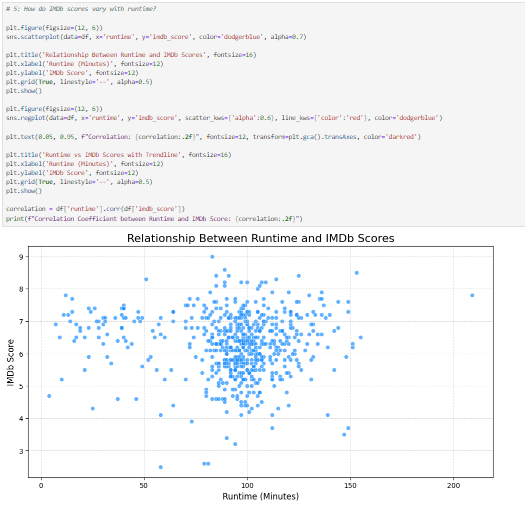 # 5: How do IMDb scores vary with runtime?
plt.figure(figsize=(12, 6))
sns.scatterplot(data=df, x='runtime', y='imdb_score', color='dodgerblue', alpha=0.7)
plt.title('Relationship Between Runtime and IMDb Scores', fontsize=16)
plt.xlabel('Runtime (Minutes)', fontsize=12)
plt.ylabel('IMDb Score', fontsize=12)
plt.grid(True, linestyle='--', alpha=0.5)
plt.show()
plt.figure(figsize=(12, 6))
sns.regplot(data=df, x='runtime', y='imdb_score', scatter_kws={'alpha':0.6}, line_kws={'color':'red'}, color='dodgerblue')
plt.text(0.05, 0.95, f"Correlation: {correlation:.2f}", fontsize=12, transform=plt.gca().transAxes, color='darkred')
plt.title('Runtime vs IMDb Scores with Trendline', fontsize=16)
plt.xlabel('Runtime (Minutes)', fontsize=12)
plt.ylabel('IMDb Score', fontsize=12)
plt.grid(True, linestyle='--', alpha=0.5)
plt.show()
correlation = df['runtime'].corr(df['imdb_score'])
print(f"Correlation Coefficient between Runtime and IMDb Score: {correlation:.2f}")
Relationship Between Runtime and IMDb Scores
9
8
7
6
5
4
3
IMDb Score
0 50 100 150 200
Runtime (Minutes)